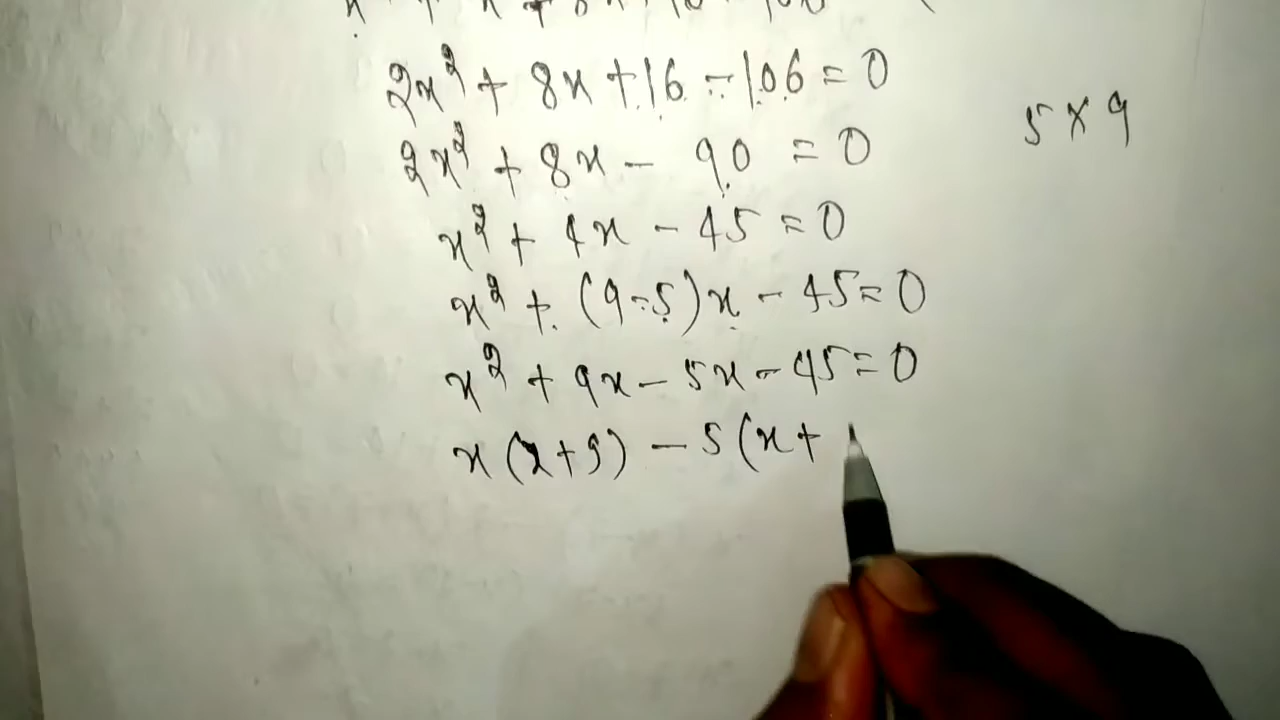 2x² + 8x + 16 - 106 = 0
5 × 9
2x² + 8x - 90 = 0
x² + 4x - 45 = 0
x² + (9-5)x - 45 = 0
x² + 9x - 5x - 45 = 0
x(x+9) - 5(x+